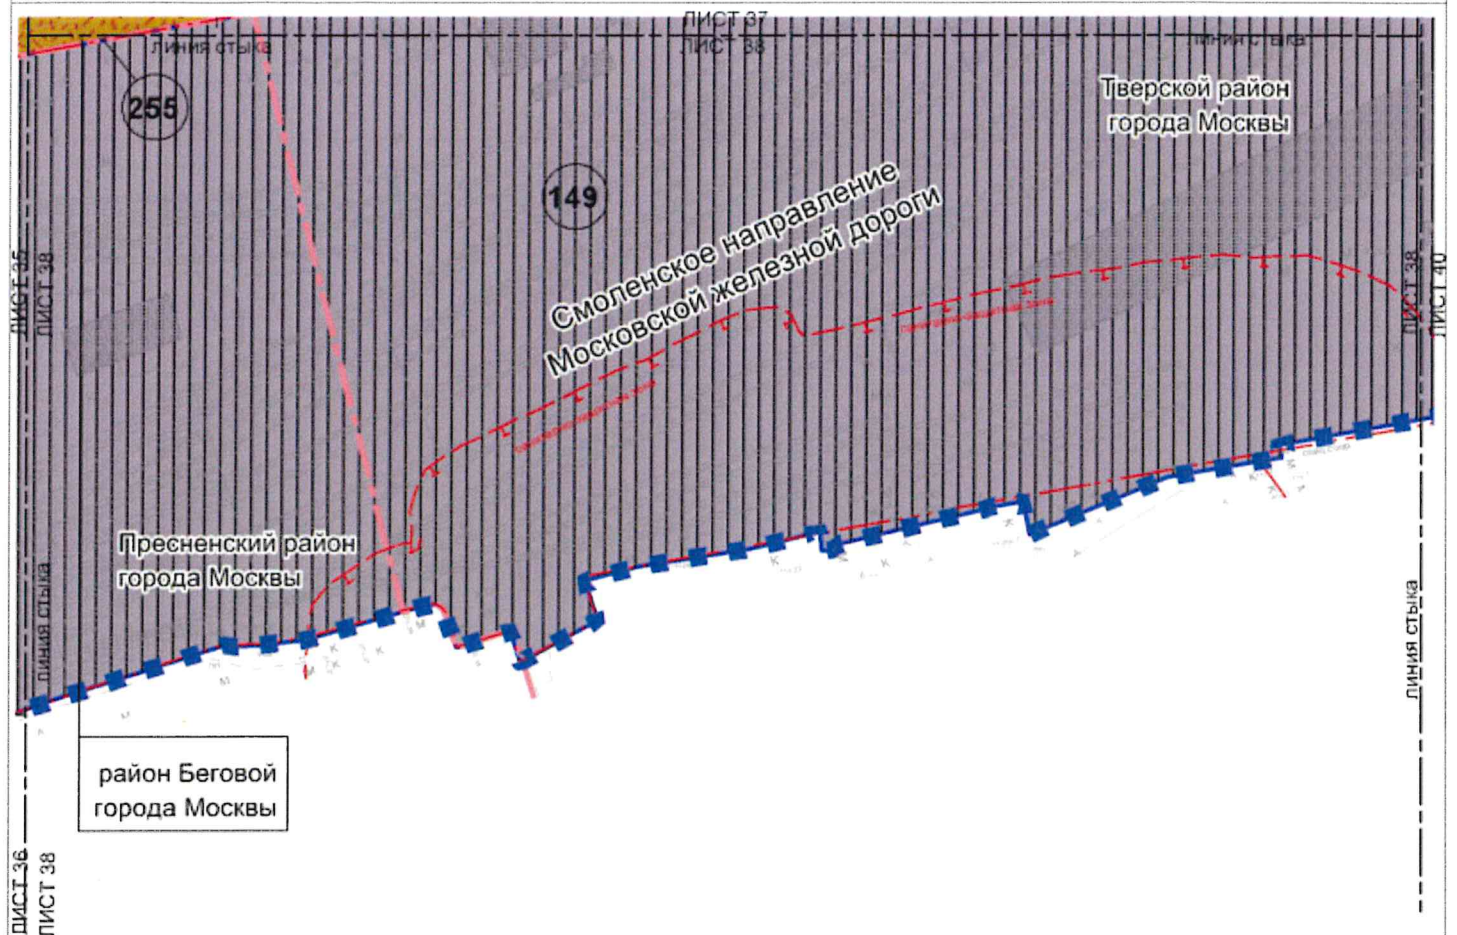 ЛИСТ 37
линия стыка
ЛИСТ 38
линия стыка
255
Тверской район
города Москвы
149
Смоленское направление
Московской железной дороги
ЛИСТ 35
ЛИСТ 38
ЛИСТ 38
ЛИСТ 40
Пресненский район
города Москвы
линия стыка
линия стыка
район Беговой
города Москвы
ЛИСТ 36
ЛИСТ 38